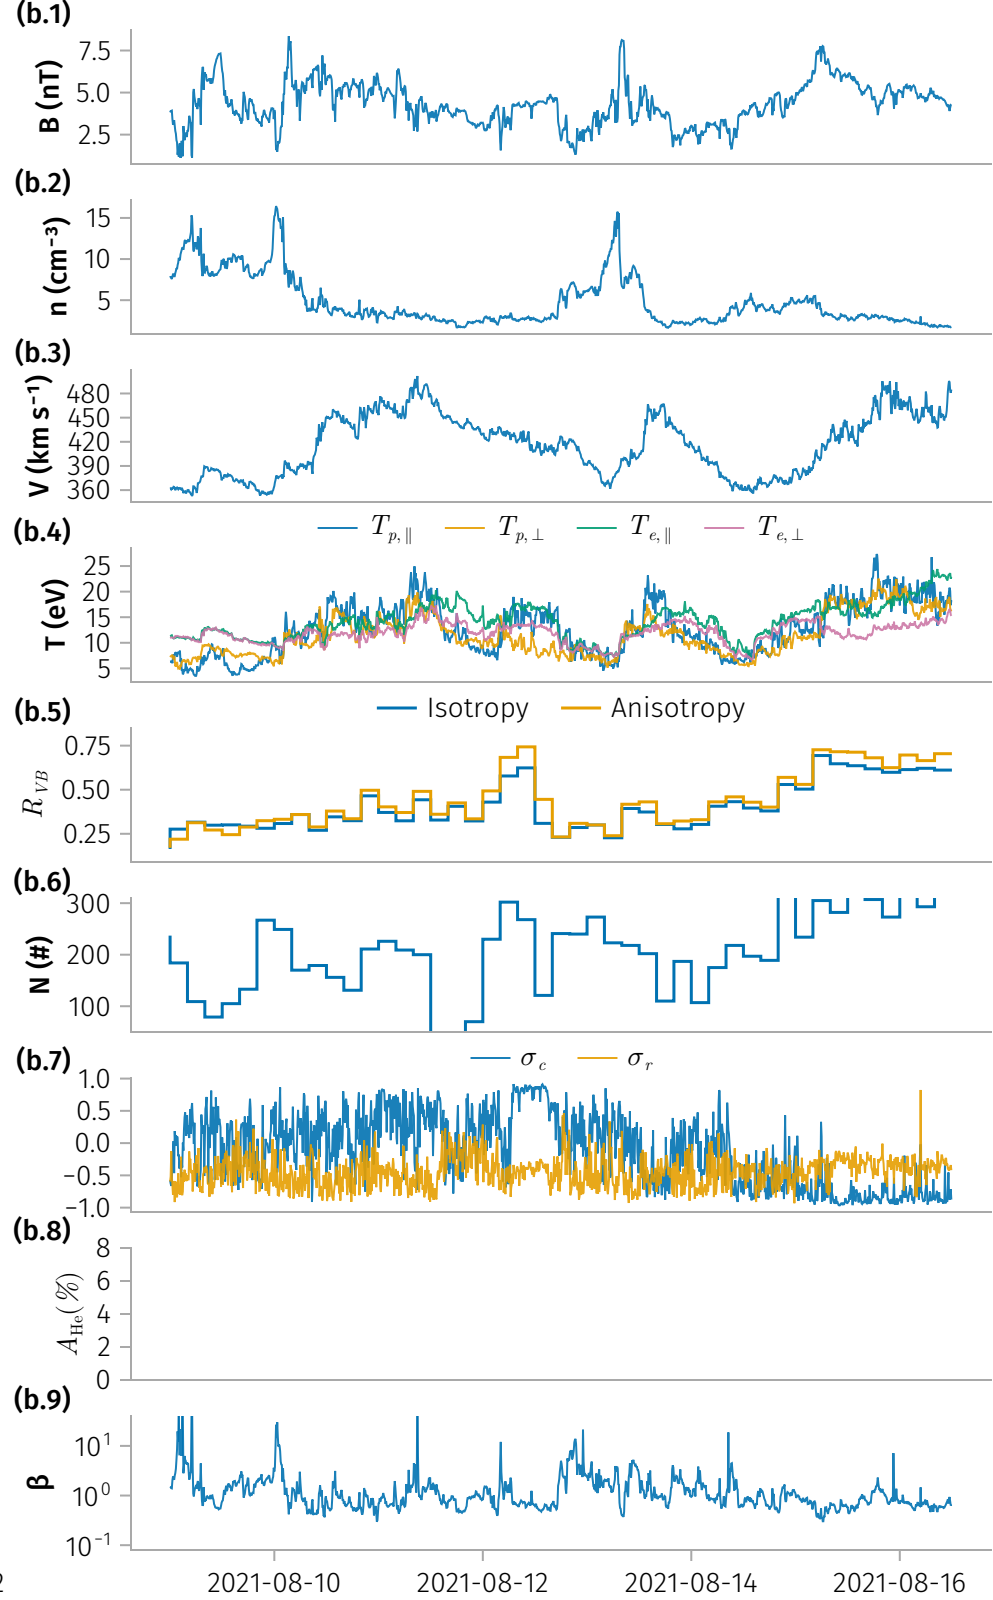 (b.1)
B (nT)
7.5
5.0
2.5
(b.2)
n (cm⁻³)
15
10
5
(b.3)
V (km s⁻¹)
480
450
420
390
360
(b.4)
T_{p,∥} T_{p,⊥} T_{e,∥} T_{e,⊥}
T (eV)
25
20
15
10
5
(b.5)
Isotropy Anisotropy
R_{VB}
0.75
0.50
0.25
(b.6)
N (#)
300
200
100
(b.7)
σ_c σ_r
1.0
0.5
0.0
−0.5
−1.0
(b.8)
A_{He}(%)
8
6
4
2
0
(b.9)
β
10¹
10⁰
10⁻¹
2 2021-08-10 2021-08-12 2021-08-14 2021-08-16